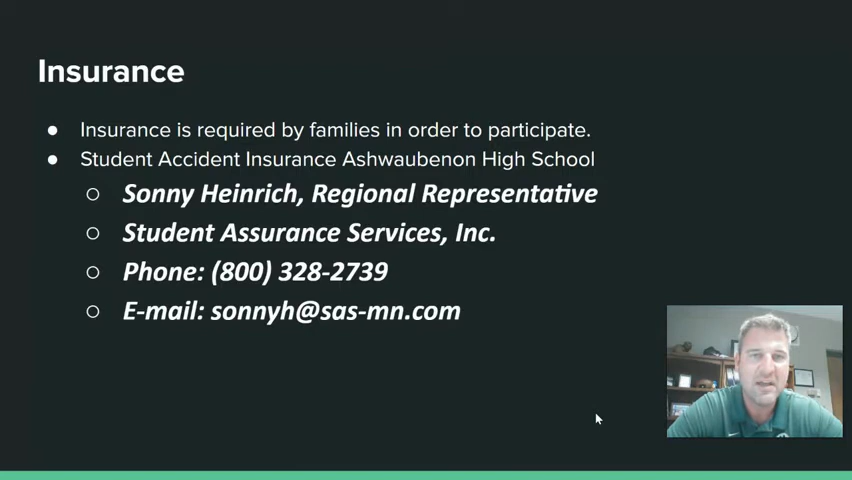 Insurance
● Insurance is required by families in order to participate.
● Student Accident Insurance Ashwaubenon High School
○ Sonny Heinrich, Regional Representative
○ Student Assurance Services, Inc.
○ Phone: (800) 328-2739
○ E-mail: sonnyh@sas-mn.com